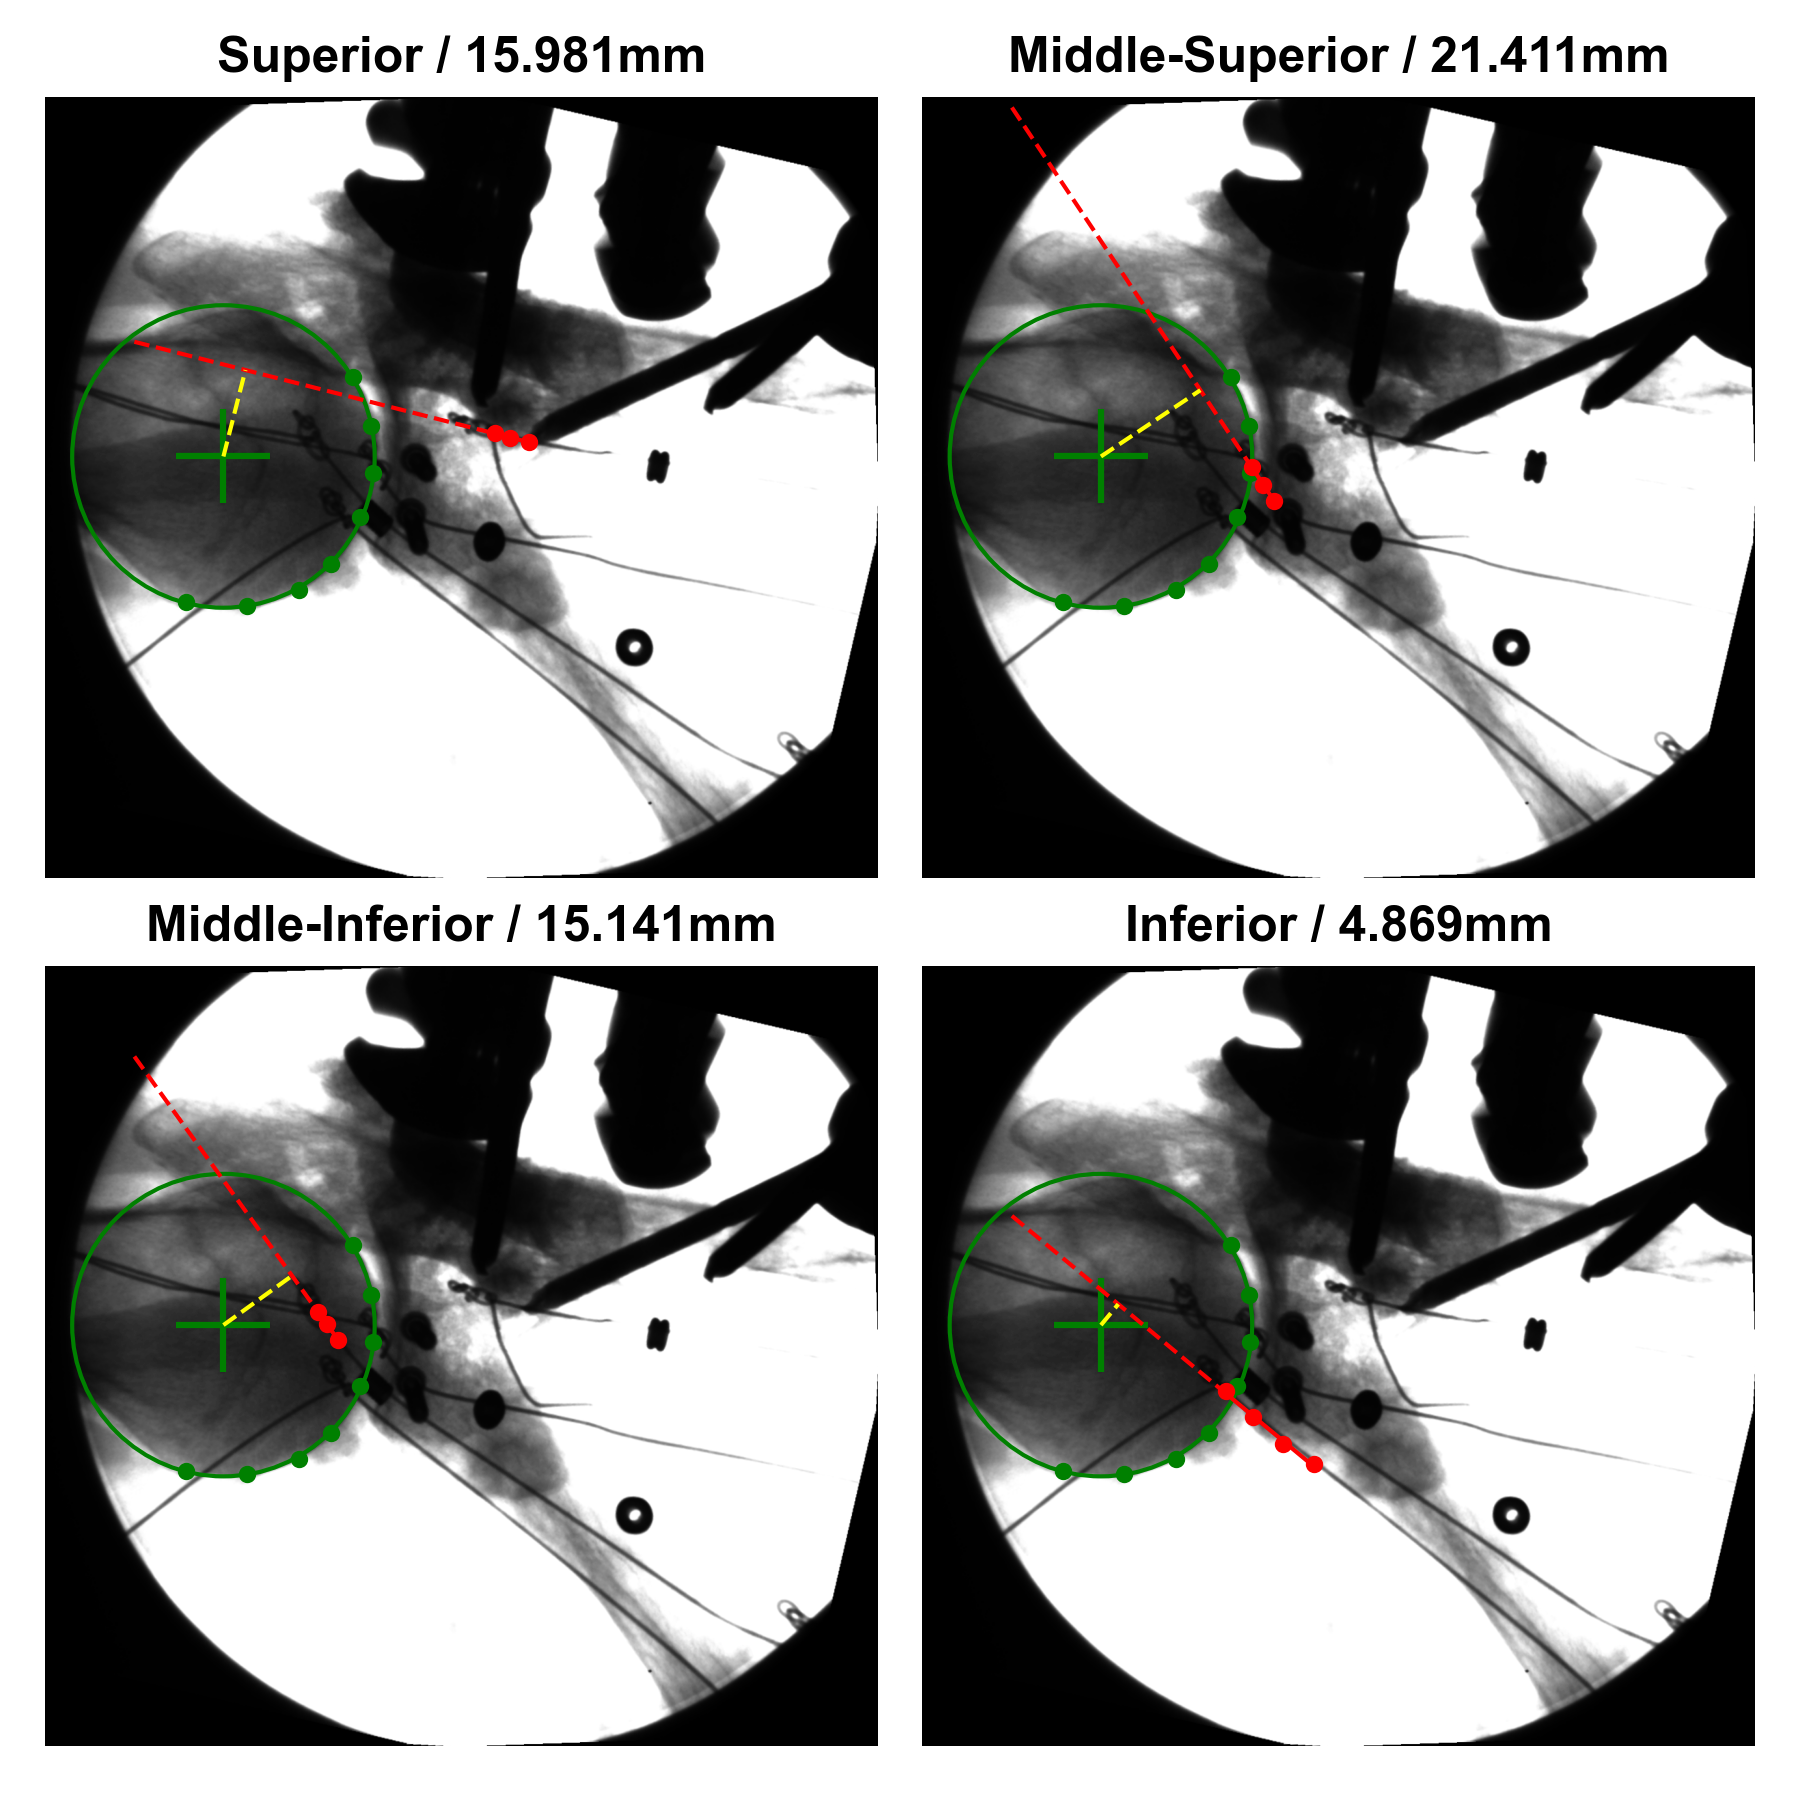 Superior / 15.981mm
Middle-Superior / 21.411mm
Middle-Inferior / 15.141mm
Inferior / 4.869mm